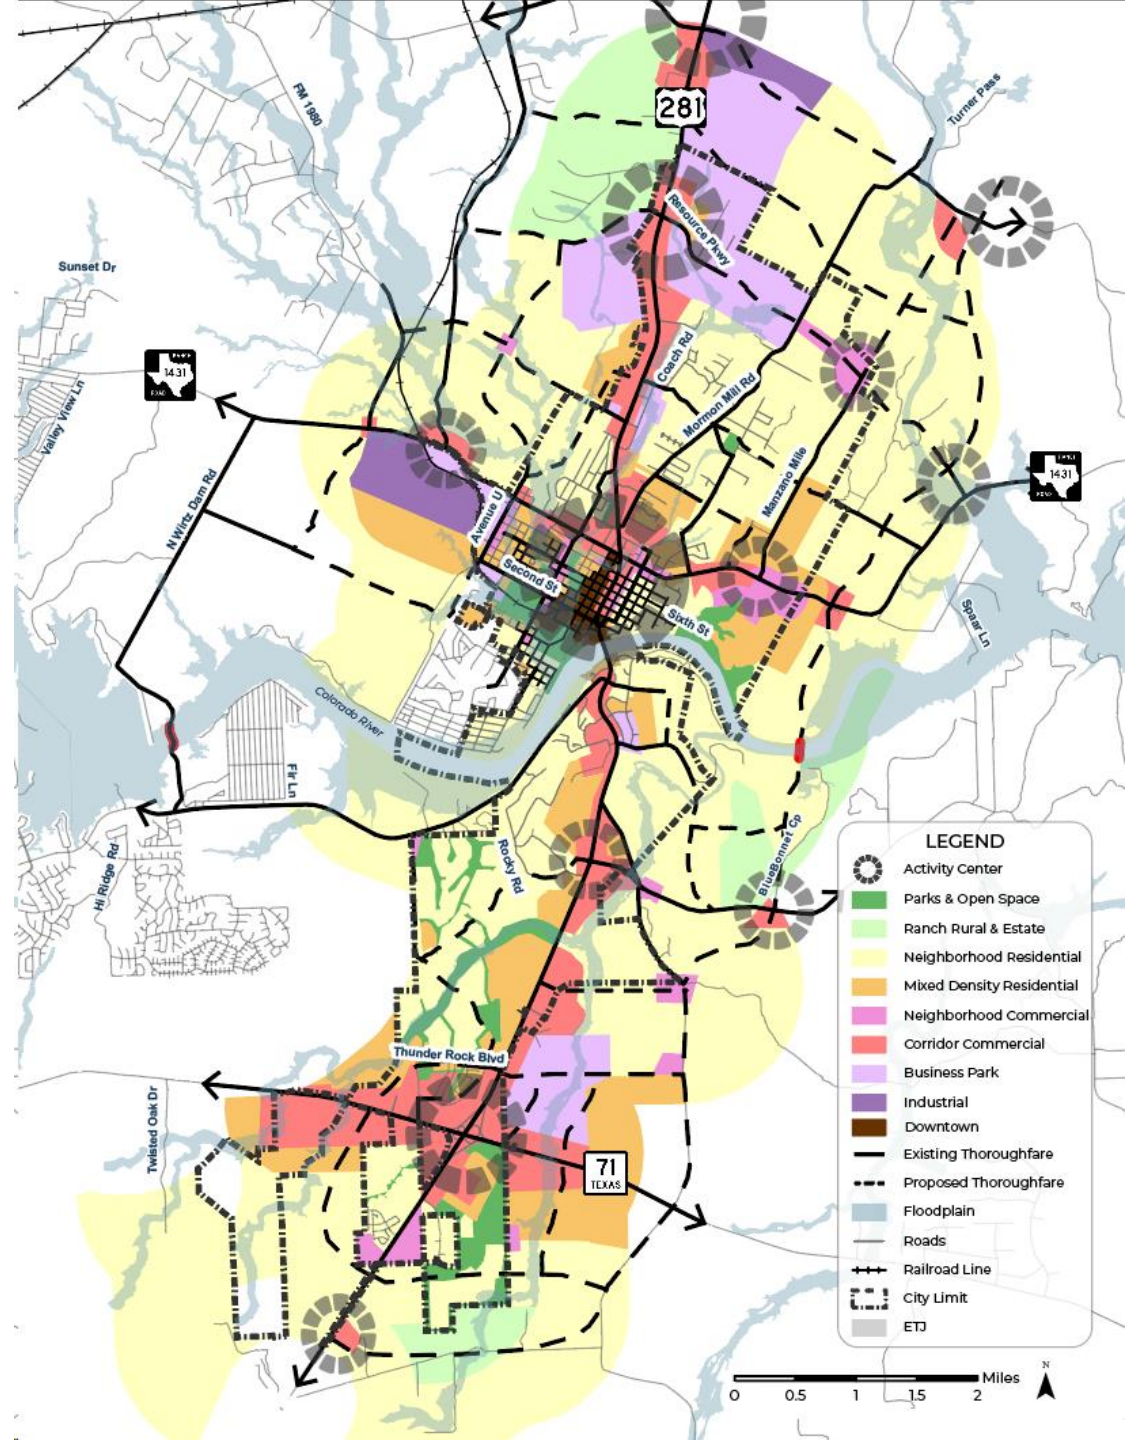 281
FM 1980
Turner Pass
Resource Pkwy
Sunset Dr
1431
ROAD
Valley View Ln
Coach Rd
Mormon Mill Rd
Manzano Mile
1431
ROAD
N Wirtz Dam Rd
Avenue U
Second St
Sixth St
Spaar Ln
Colorado River
Fir Ln
Hi Ridge Rd
Rocky Rd
BlueBonnet Cp
Thunder Rock Blvd
Twisted Oak Dr
71
TEXAS
LEGEND
Activity Center
Parks & Open Space
Ranch Rural & Estate
Neighborhood Residential
Mixed Density Residential
Neighborhood Commercial
Corridor Commercial
Business Park
Industrial
Downtown
Existing Thoroughfare
Proposed Thoroughfare
Floodplain
Roads
Railroad Line
City Limit
ETJ
Miles
0 0.5 1 1.5 2
N